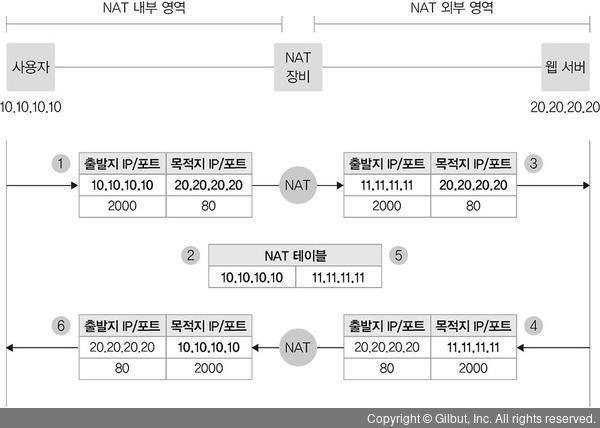 NAT 내부 영역 NAT 외부 영역
사용자 NAT 장비 웹 서버
10.10.10.10 20.20.20.20
1 출발지 IP/포트 목적지 IP/포트 출발지 IP/포트 목적지 IP/포트 3
10.10.10.10 20.20.20.20 NAT 11.11.11.11 20.20.20.20
2000 80 2000 80
2 NAT 테이블 5
10.10.10.10 11.11.11.11
6 출발지 IP/포트 목적지 IP/포트 출발지 IP/포트 목적지 IP/포트 4
20.20.20.20 10.10.10.10 NAT 20.20.20.20 11.11.11.11
80 2000 80 2000
Copyright © Gilbut, Inc. All rights reserved.